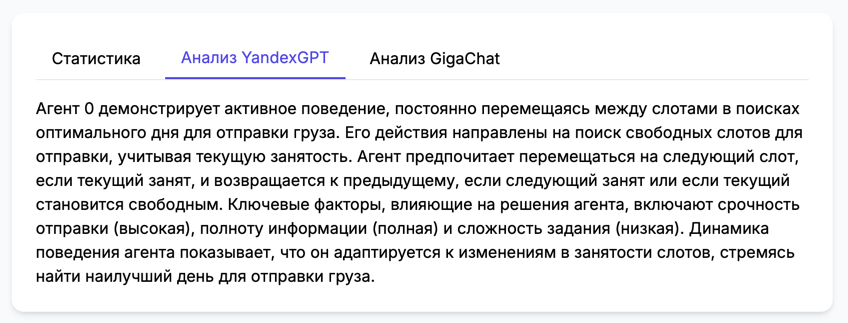 Статистика Анализ YandexGPT Анализ GigaChat
Агент 0 демонстрирует активное поведение, постоянно перемещаясь между слотами в поисках
оптимального дня для отправки груза. Его действия направлены на поиск свободных слотов для
отправки, учитывая текущую занятость. Агент предпочитает перемещаться на следующий слот,
если текущий занят, и возвращается к предыдущему, если следующий занят или если текущий
становится свободным. Ключевые факторы, влияющие на решения агента, включают срочность
отправки (высокая), полноту информации (полная) и сложность задания (низкая). Динамика
поведения агента показывает, что он адаптируется к изменениям в занятости слотов, стремясь
найти наилучший день для отправки груза.